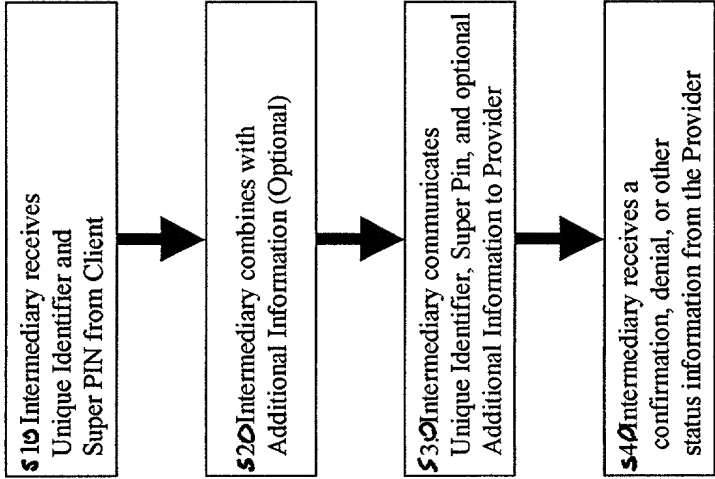 S10 Intermediary receives
Unique Identifier and
Super PIN from Client
S20 Intermediary combines with
Additional Information (Optional)
S30 Intermediary communicates
Unique Identifier, Super Pin, and optional
Additional Information to Provider
S40 Intermediary receives a
confirmation, denial, or other
status information from the Provider